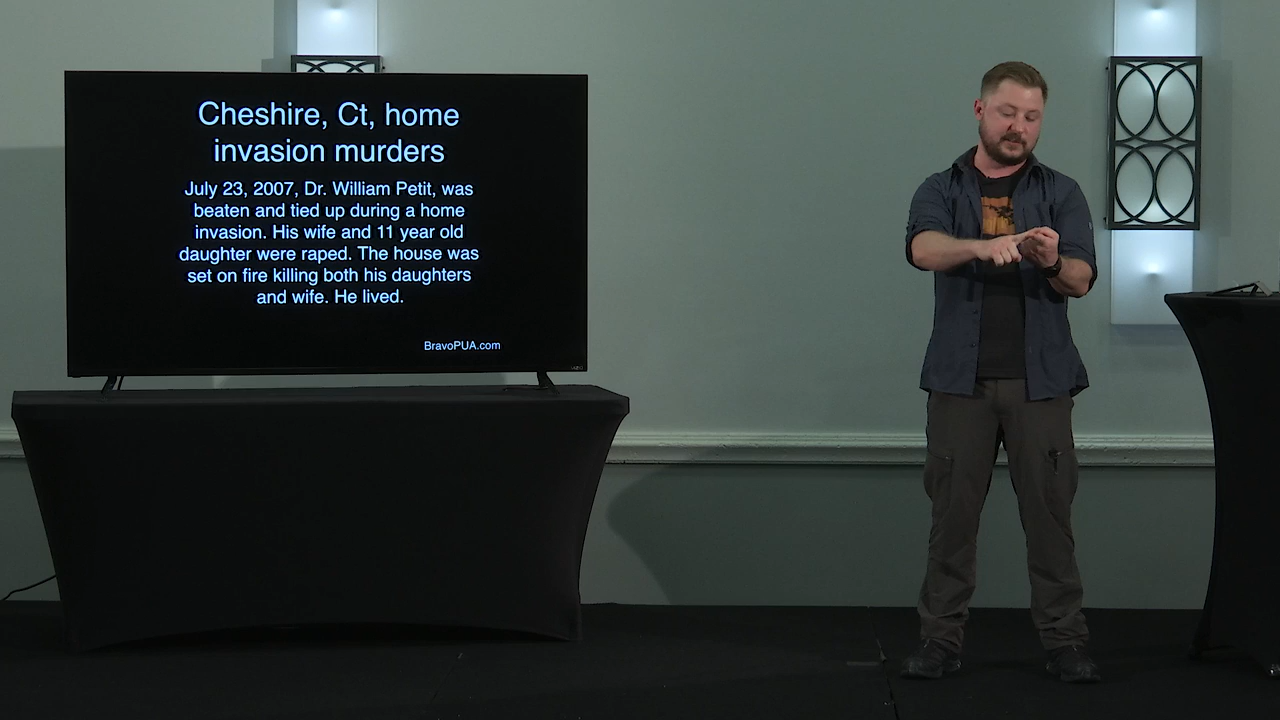 Cheshire, Ct, home
invasion murders
July 23, 2007, Dr. William Petit, was
beaten and tied up during a home
invasion. His wife and 11 year old
daughter were raped. The house was
set on fire killing both his daughters
and wife. He lived.
BravoPUA.com